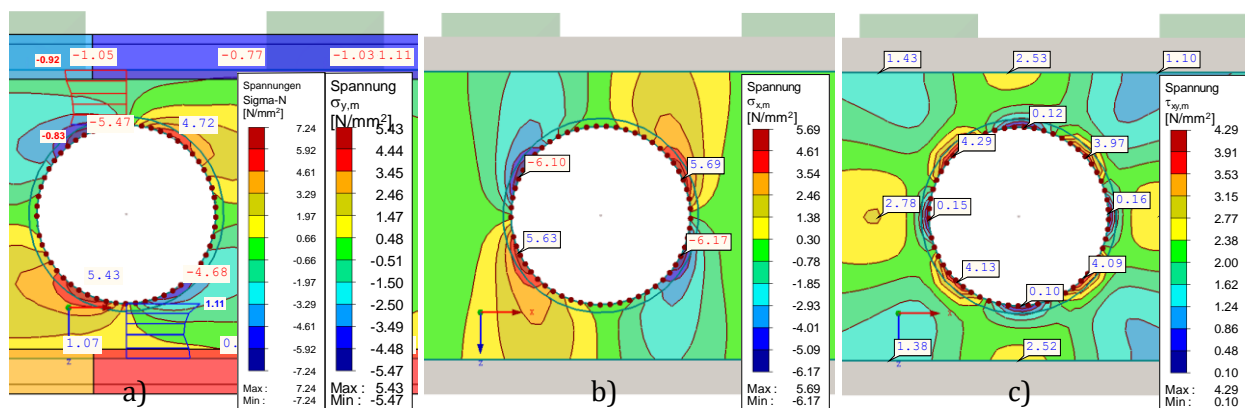 -0.92
-1.05
-0.77
-1.03
1.11
-5.47
4.72
-0.83
5.43
-4.68
1.11
1.07
0.
z
a)
Spannungen
Sigma-N
[N/mm²]
7.24
5.92
4.61
3.29
1.97
0.66
-0.66
-1.97
-3.29
-4.61
-5.92
-7.24
Max : 7.24
Min : -7.24
Spannung
σy,m
[N/mm²]
5.43
4.44
3.45
2.46
1.47
0.48
-0.51
-1.50
-2.50
-3.49
-4.48
-5.47
Max : 5.43
Min : -5.47
-6.10
5.69
5.63
-6.17
x
z
b)
Spannung
σx,m
[N/mm²]
5.69
4.61
3.54
2.46
1.38
0.30
-0.78
-1.85
-2.93
-4.01
-5.09
-6.17
Max : 5.69
Min : -6.17
1.43
2.53
1.10
0.12
4.29
3.97
2.78
0.15
0.16
4.13
4.09
0.10
1.38
2.52
x
z
c)
Spannung
τxy,m
[N/mm²]
4.29
3.91
3.53
3.15
2.77
2.38
2.00
1.62
1.24
0.86
0.48
0.10
Max : 4.29
Min : 0.10